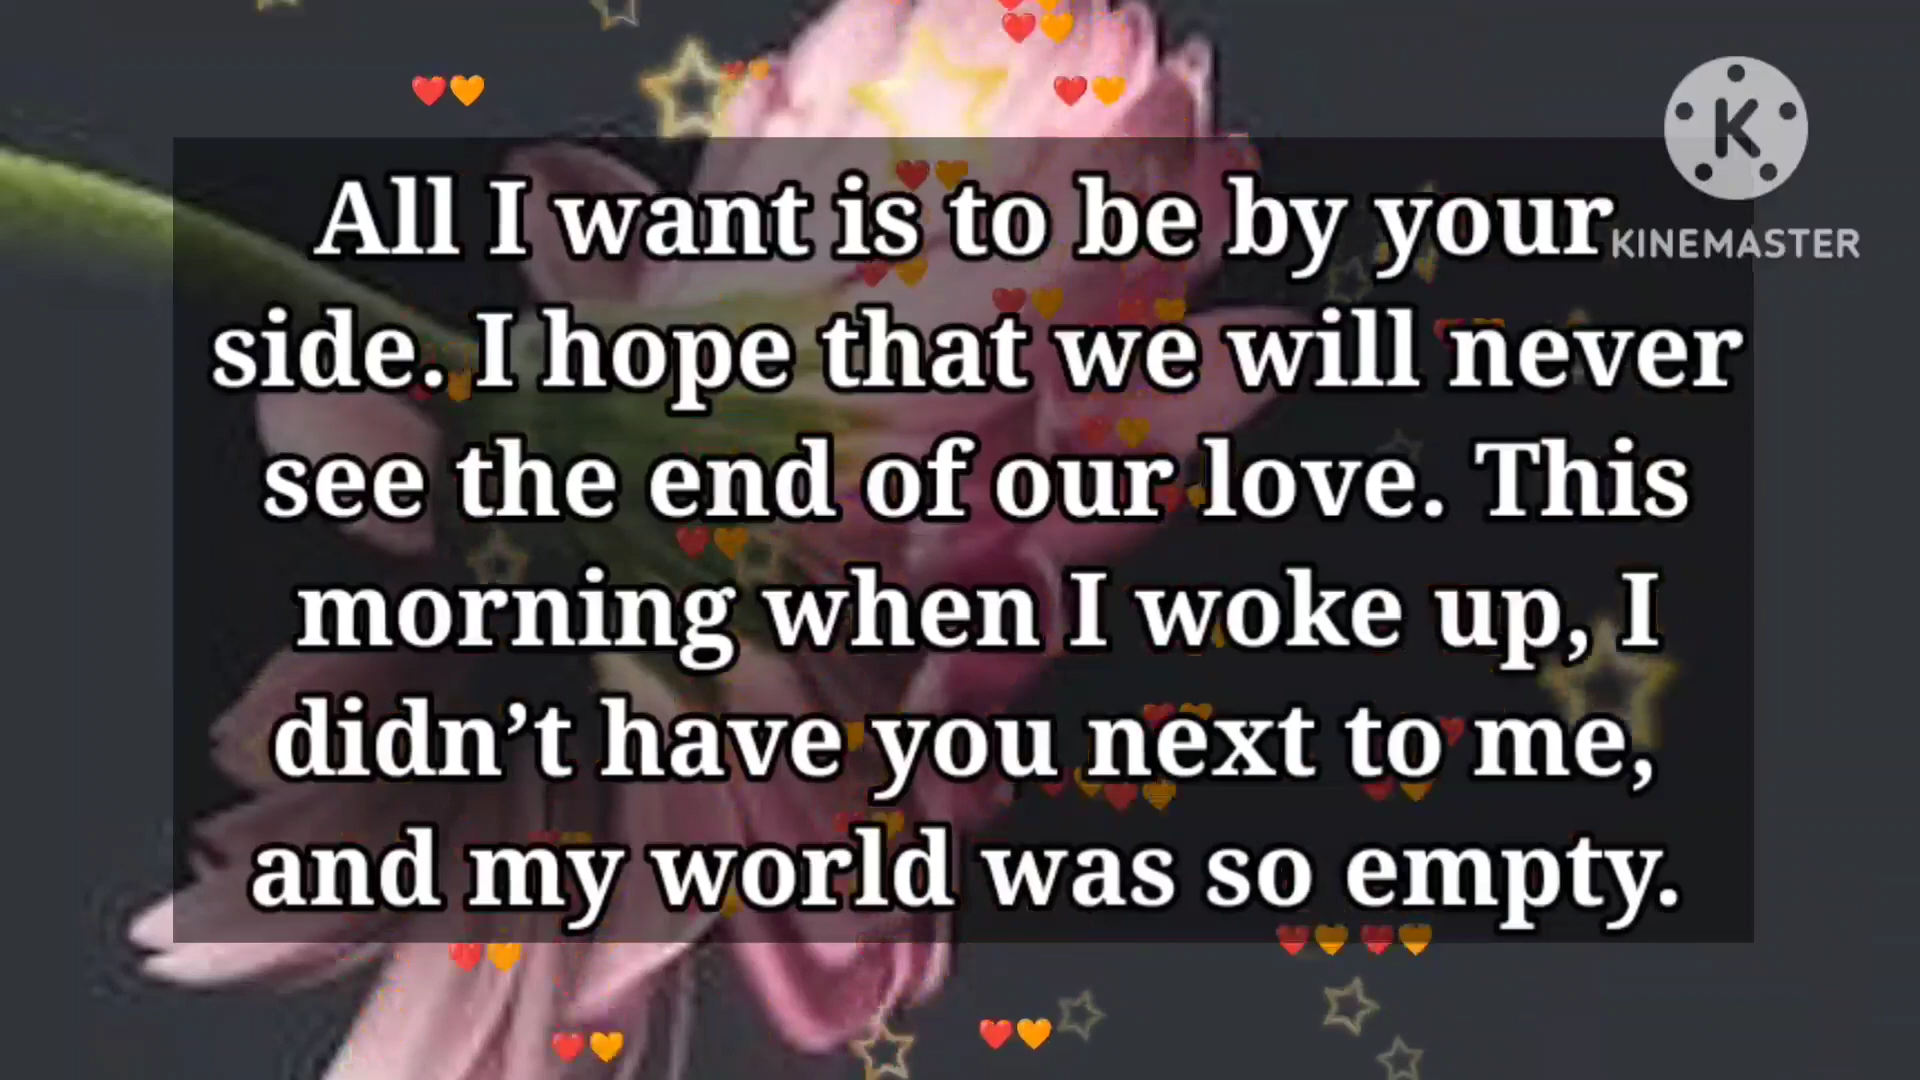 All I want is to be by your
side. I hope that we will never
see the end of our love. This
morning when I woke up, I
didn’t have you next to me,
and my world was so empty.
K
KINEMASTER